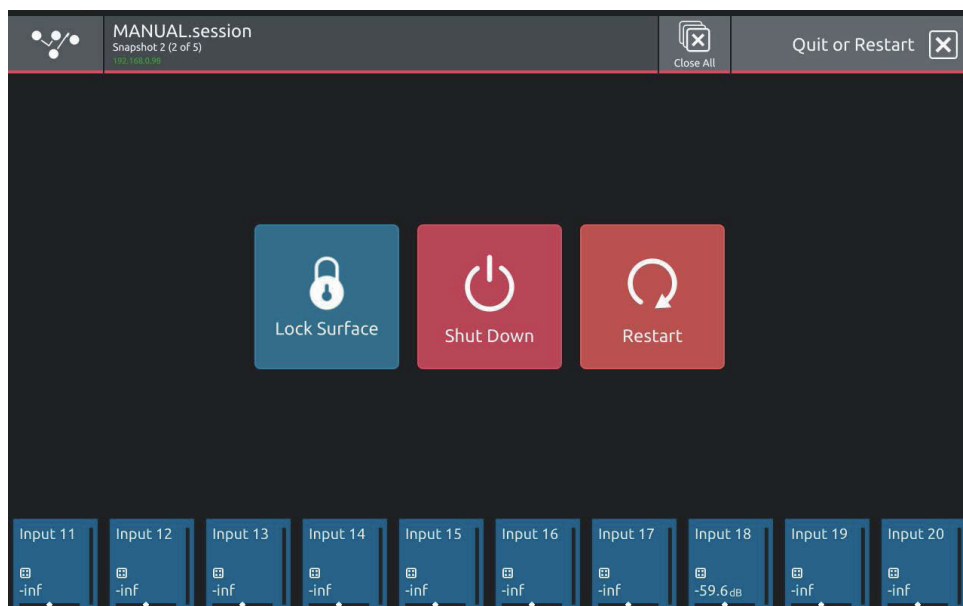 MANUAL.session
Snapshot 2 (2 of 5)
192.168.0.98
Close All
Quit or Restart
Lock Surface
Shut Down
Restart
Input 11
Input 12
Input 13
Input 14
Input 15
Input 16
Input 17
Input 18
Input 19
Input 20
-inf
-inf
-inf
-inf
-inf
-inf
-inf
-59.6dB
-inf
-inf